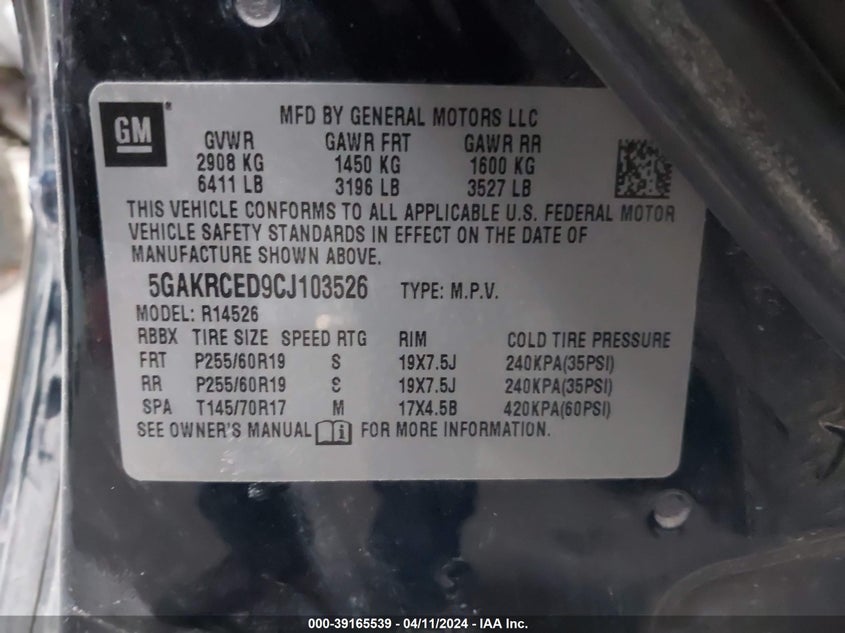 GM
MFD BY GENERAL MOTORS LLC
GVWR GAWR FRT GAWR RR
2908 KG 1450 KG 1600 KG
6411 LB 3196 LB 3527 LB
THIS VEHICLE CONFORMS TO ALL APPLICABLE U.S. FEDERAL MOTOR
VEHICLE SAFETY STANDARDS IN EFFECT ON THE DATE OF
MANUFACTURE SHOWN ABOVE.
5GAKRCED9CJ103526 TYPE: M.P.V.
MODEL: R14526
RBBX TIRE SIZE SPEED RTG RIM COLD TIRE PRESSURE
FRT P255/60R19 S 19X7.5J 240KPA(35PSI)
RR P255/60R19 S 19X7.5J 240KPA(35PSI)
SPA T145/70R17 M 17X4.5B 420KPA(60PSI)
SEE OWNER'S MANUAL FOR MORE INFORMATION.
000-39165539 - 04/11/2024 - IAA Inc.